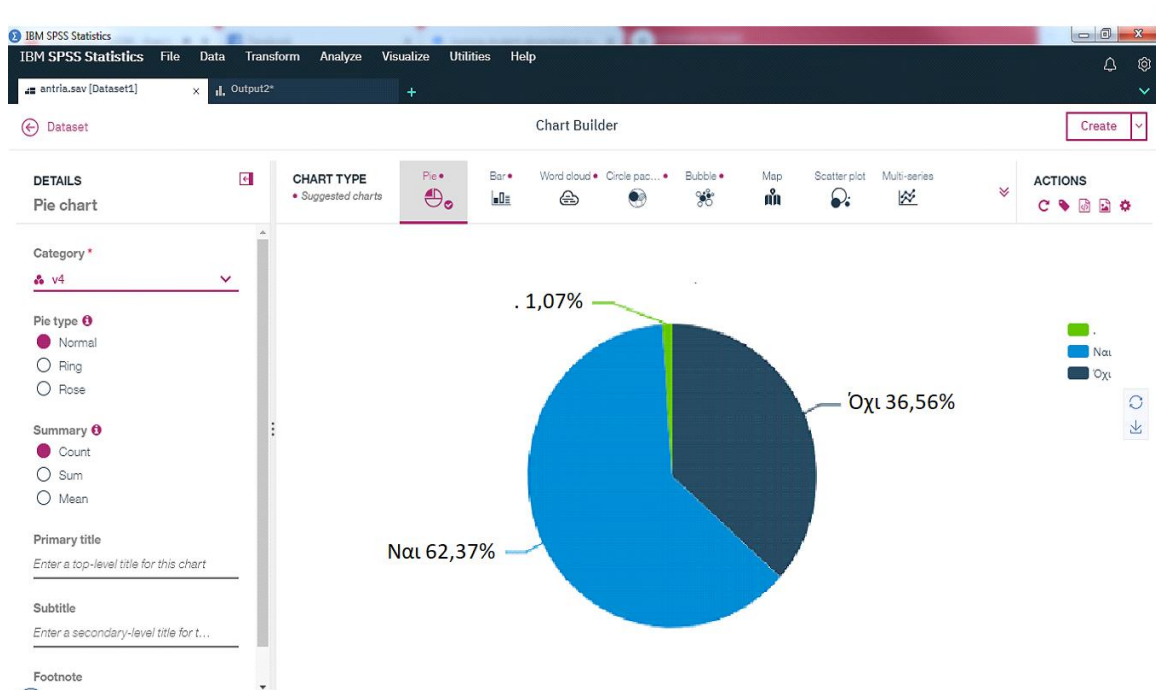 IBM SPSS Statistics
IBM SPSS Statistics File Data Transform Analyze Visualize Utilities Help
antria.sav [Dataset1] x Output2* +
Dataset
Chart Builder
Create
DETAILS
Pie chart
CHART TYPE
• Suggested charts
Pie •
Bar •
Word cloud •
Circle pac... •
Bubble •
Map
Scatter plot
Multi-series
ACTIONS
Category *
v4
Pie type
Normal
Ring
Rose
Summary
Count
Sum
Mean
Primary title
Enter a top-level title for this chart
Subtitle
Enter a secondary-level title for t...
Footnote
.
. 1,07%
Όχι 36,56%
Ναι 62,37%
.
Ναι
Όχι